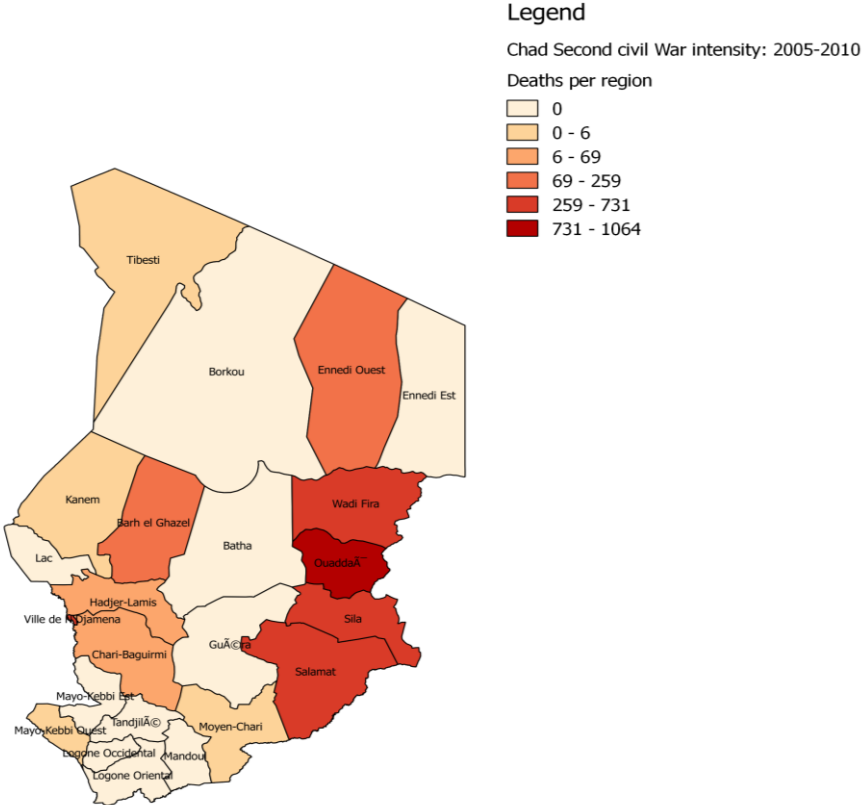 Legend
Chad Second civil War intensity: 2005-2010
Deaths per region
0
0 - 6
6 - 69
69 - 259
259 - 731
731 - 1064
Tibesti
Borkou
Ennedi Ouest
Ennedi Est
Kanem
Barh el Ghazel
Wadi Fira
Batha
Lac
OuaddaÃ¯
Hadjer-Lamis
Ville de N'Djamena
Sila
GuÃ©ra
Chari-Baguirmi
Salamat
Mayo-Kebbi Est
TandjilÃ©
Moyen-Chari
Mayo-Kebbi Ouest
Logone Occidental
Mandoul
Logone Oriental